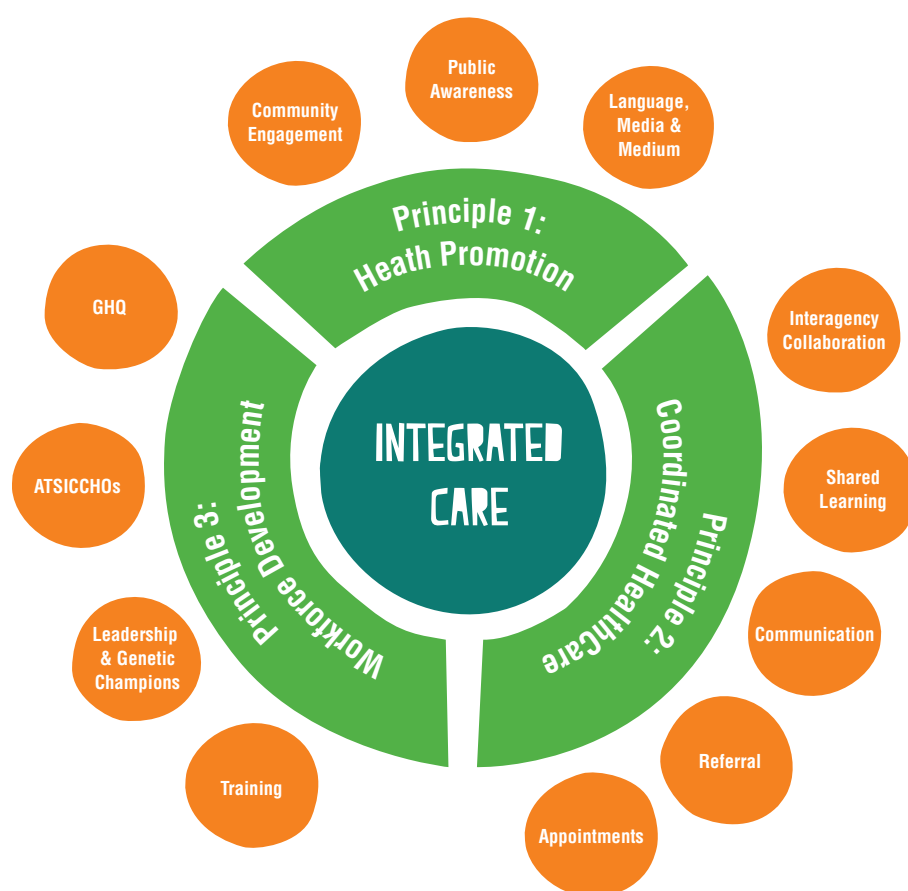 Public
Awareness
Community
Engagement
Language,
Media &
Medium
Principle 1:
Heath Promotion
GHQ
Interagency
Collaboration
INTEGRATED
CARE
Principle 2:
Coordinated HealthCare
Principle 3:
Workforce Development
ATSICCHOs
Shared
Learning
Communication
Leadership
& Genetic
Champions
Referral
Training
Appointments